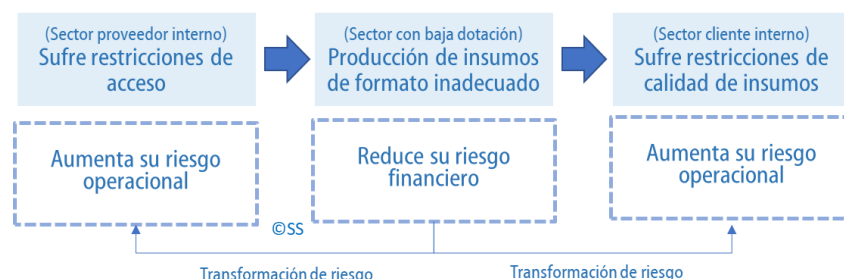 (Sector proveedor interno)
Sufre restricciones de
acceso
(Sector con baja dotación)
Producción de insumos
de formato inadecuado
(Sector cliente interno)
Sufre restricciones de
calidad de insumos
Aumenta su riesgo
operacional
Reduce su riesgo
financiero
Aumenta su riesgo
operacional
©SS
Transformación de riesgo
Transformación de riesgo